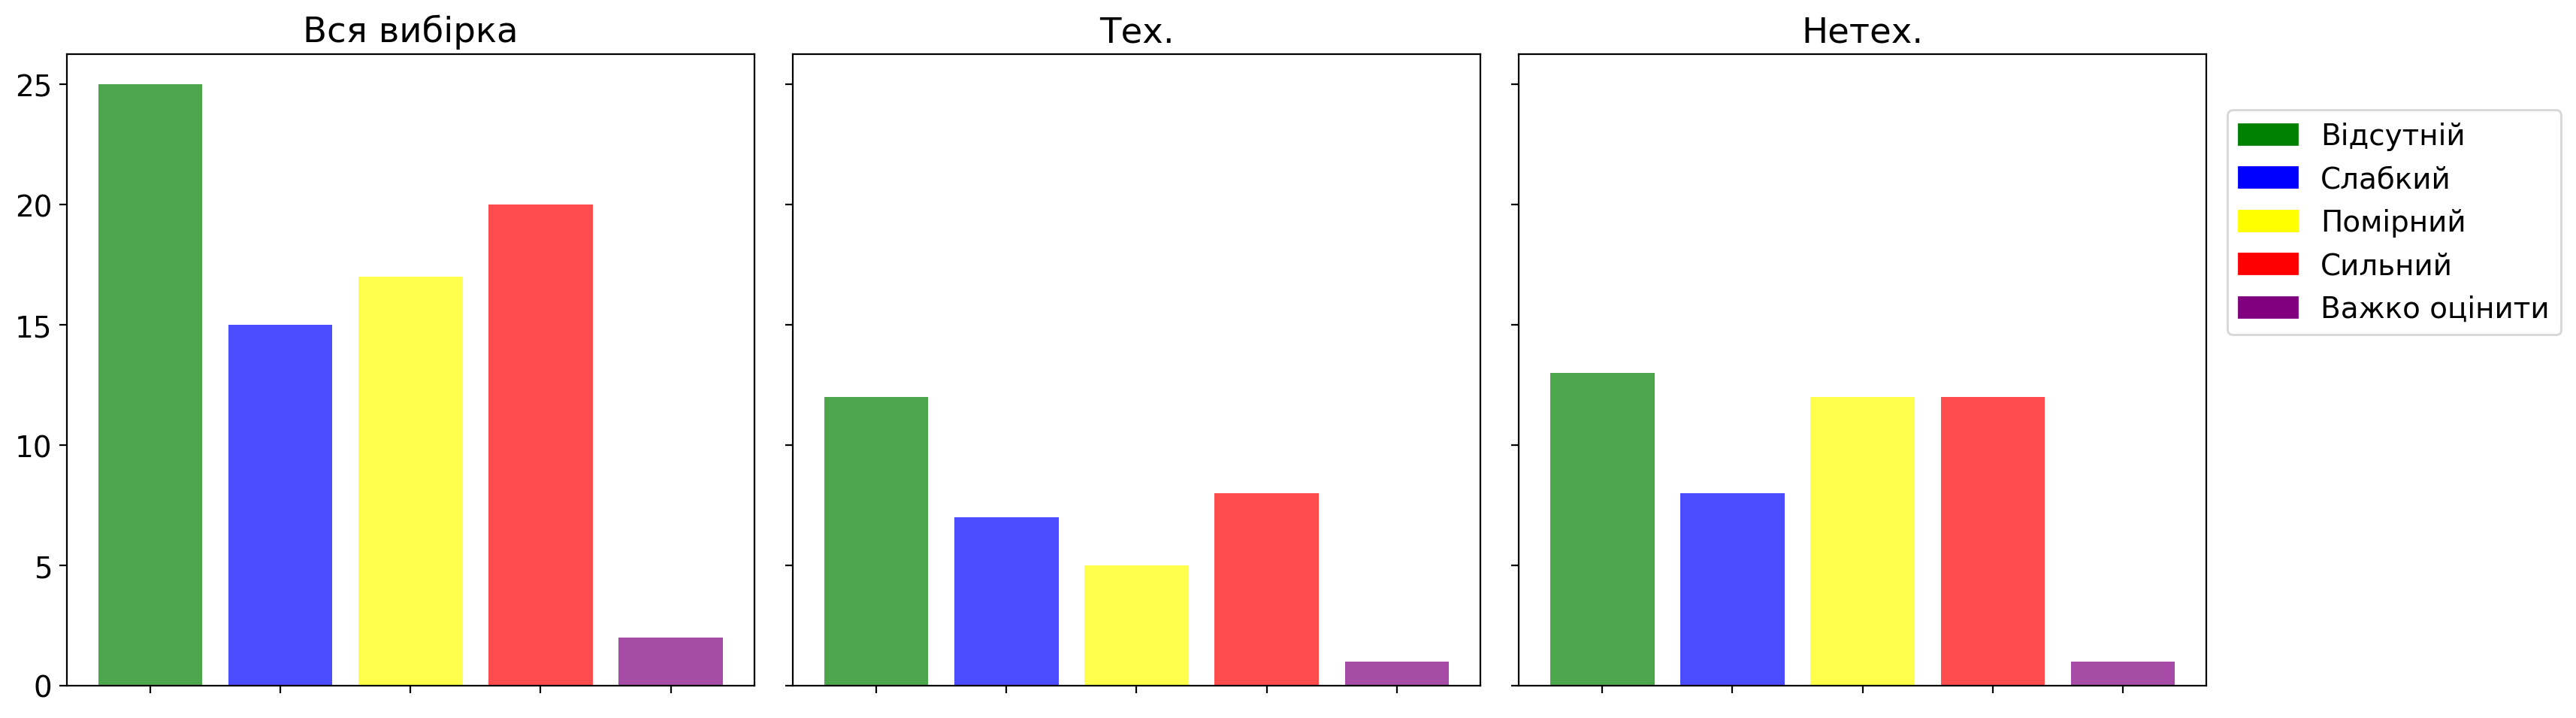 Вся вибірка
Тех.
Нетех.
25
20
15
10
5
0
Відсутній
Слабкий
Помірний
Сильний
Важко оцінити